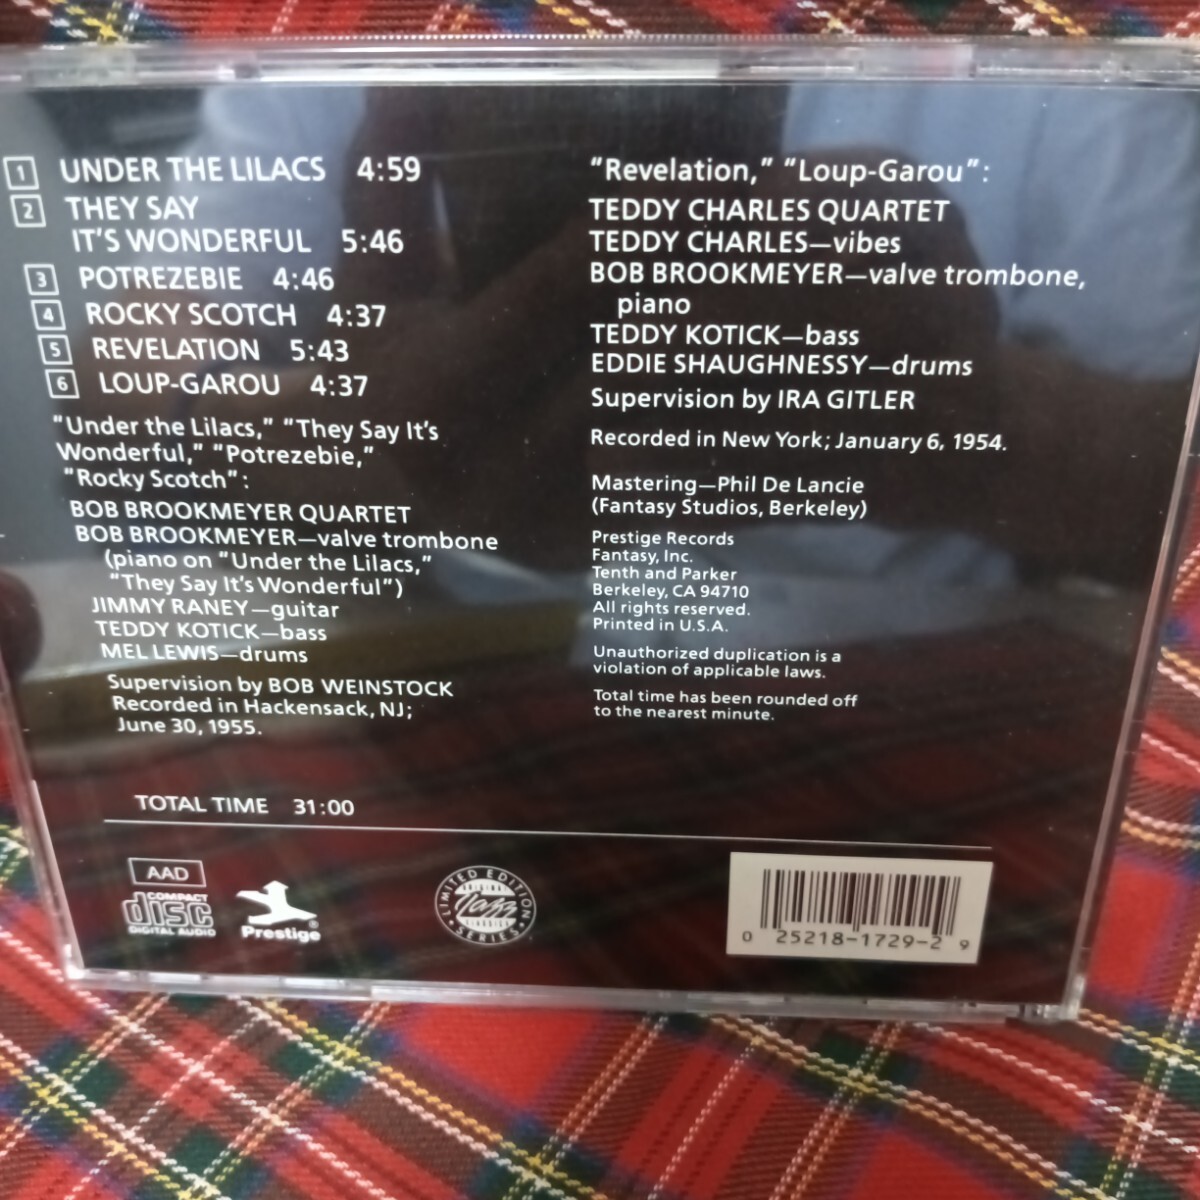 1 UNDER THE LILACS 4:59
2 THEY SAY
IT'S WONDERFUL 5:46
3 POTREZEBIE 4:46
4 ROCKY SCOTCH 4:37
5 REVELATION 5:43
6 LOUP-GAROU 4:37
"Under the Lilacs," "They Say It's
Wonderful," "Potrezebie,"
"Rocky Scotch":
BOB BROOKMEYER QUARTET
BOB BROOKMEYER—valve trombone
(piano on "Under the Lilacs,"
"They Say It's Wonderful")
JIMMY RANEY—guitar
TEDDY KOTICK—bass
MEL LEWIS—drums
Supervision by BOB WEINSTOCK
Recorded in Hackensack, NJ;
June 30, 1955.
TOTAL TIME 31:00
"Revelation," "Loup-Garou":
TEDDY CHARLES QUARTET
TEDDY CHARLES—vibes
BOB BROOKMEYER—valve trombone,
piano
TEDDY KOTICK—bass
EDDIE SHAUGHNESSY—drums
Supervision by IRA GITLER
Recorded in New York; January 6, 1954.
Mastering—Phil De Lancie
(Fantasy Studios, Berkeley)
Prestige Records
Fantasy, Inc.
Tenth and Parker
Berkeley, CA 94710
All rights reserved.
Printed in U.S.A.
Unauthorized duplication is a
violation of applicable laws.
Total time has been rounded off
to the nearest minute.
AAD
COMPACT
disc
DIGITAL AUDIO
Prestige®
LIMITED EDITION
ORIGINAL
Jazz
CLASSICS
SERIES
0 25218-1729-2 9